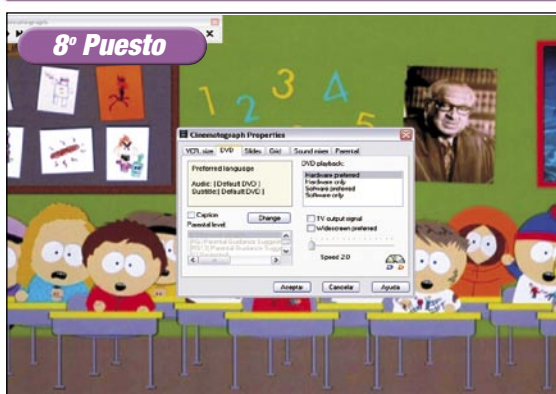 8º Puesto
1 2 3 4 5
Cinematograph Properties
VCR, size DVD Slides Grid Sound mixer Parental
Preferred language
Audio: [Default DVD]
Subtitle: [Default DVD]
DVD playback:
Hardware preferred
Hardware only
Software preferred
Software only
Caption
Change
Parental level:
TV output signal
Widescreen preferred
Speed 2.0
Aceptar Cancelar Ayuda